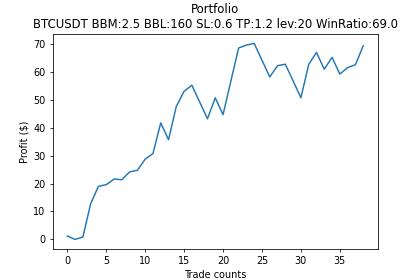 Portfolio
BTCUSDT BBM:2.5 BBL:160 SL:0.6 TP:1.2 lev:20 WinRatio:69.0
70
60
50
40
30
20
10
0
Profit ($)
0 5 10 15 20 25 30 35
Trade counts